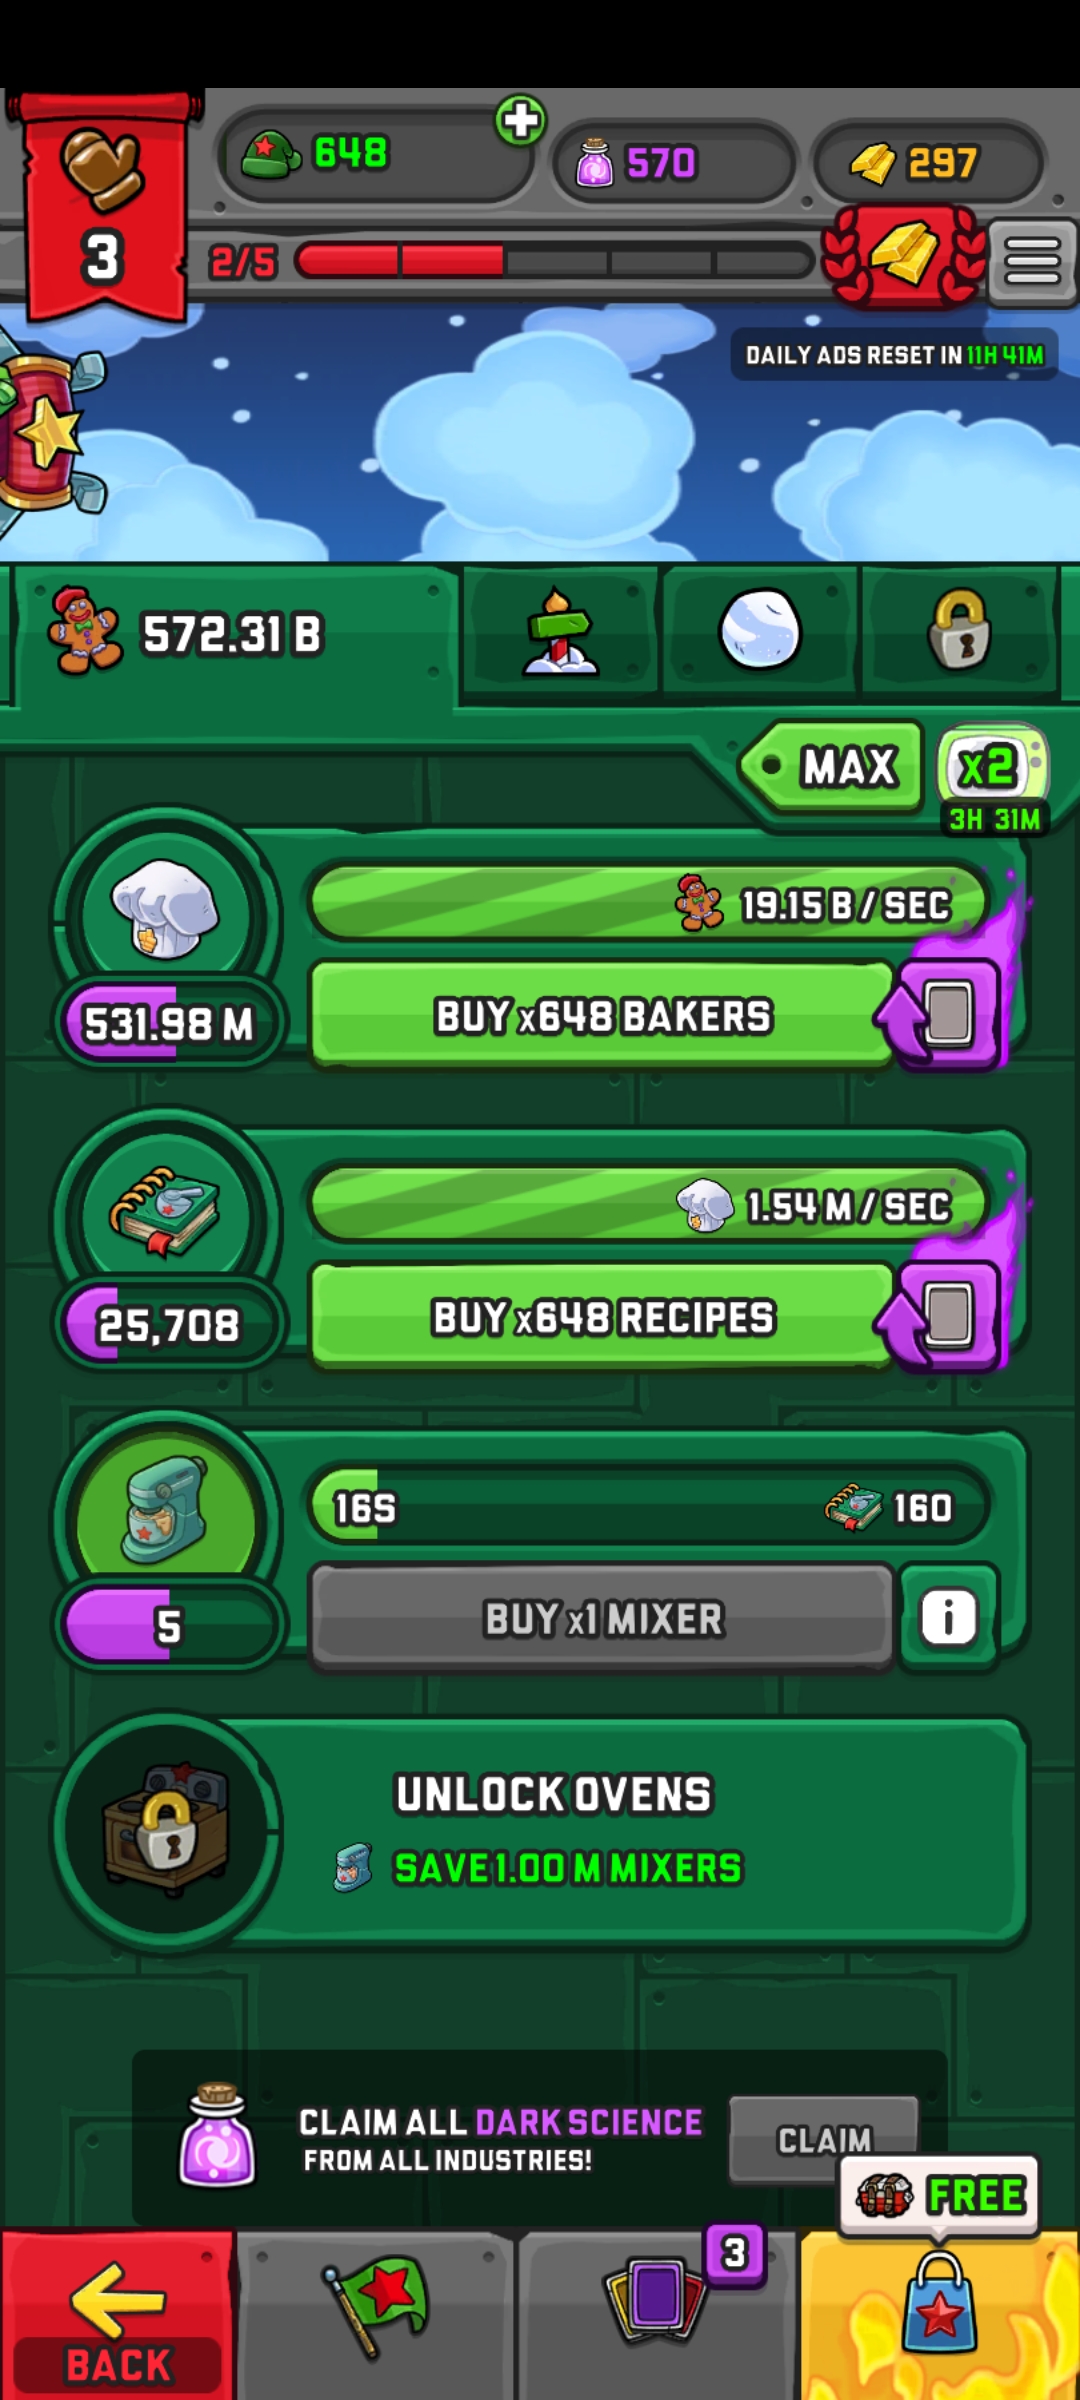 648
570
297
3
2/5
DAILY ADS RESET IN 11H 41M
572.31 B
MAX
x2
3H 31M
19.15 B / SEC
531.98 M
BUY x648 BAKERS
1.54 M / SEC
25,708
BUY x648 RECIPES
16S
160
5
BUY x1 MIXER
i
UNLOCK OVENS
SAVE 1.00 M MIXERS
CLAIM ALL DARK SCIENCE
FROM ALL INDUSTRIES!
CLAIM
FREE
3
BACK